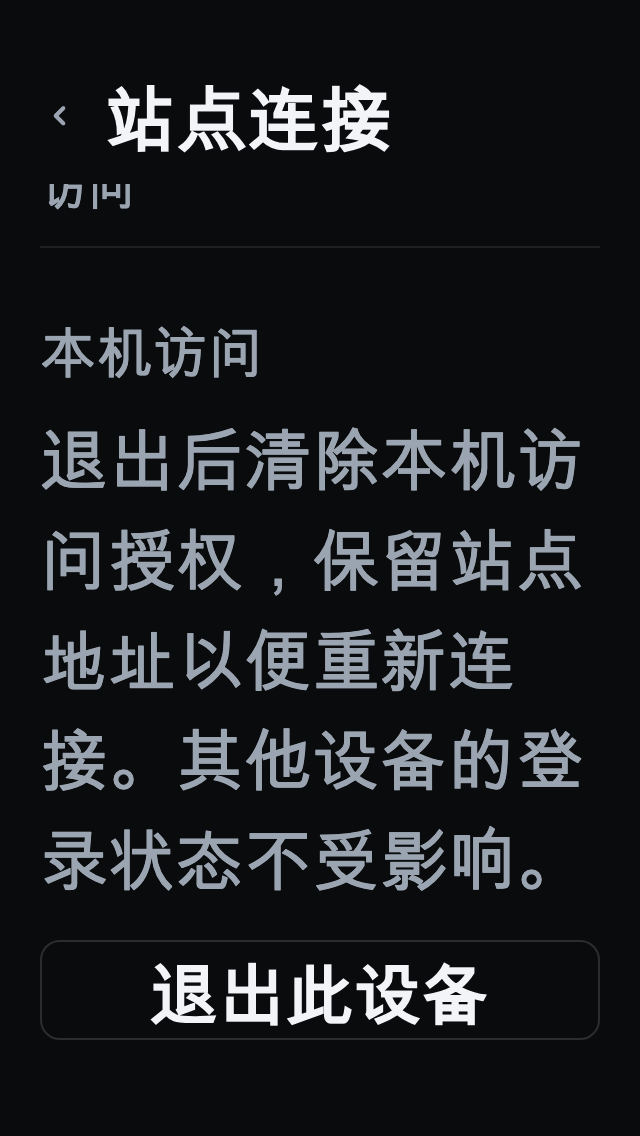 站点连接
访问
本机访问
退出后清除本机访
问授权，保留站点
地址以便重新连
接。其他设备的登
录状态不受影响。
退出此设备